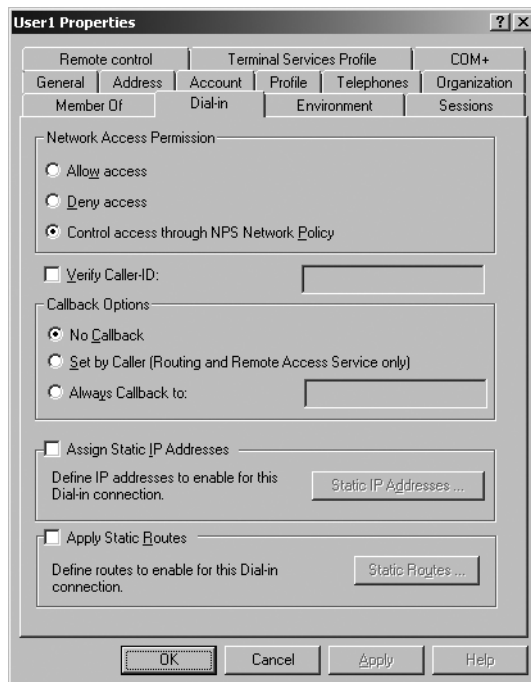 User1 Properties ? ×
Remote control Terminal Services Profile COM+
General Address Account Profile Telephones Organization
Member Of Dial-in Environment Sessions
Network Access Permission
Allow access
Deny access
Control access through NPS Network Policy
Verify Caller-ID:
Callback Options
No Callback
Set by Caller (Routing and Remote Access Service only)
Always Callback to:
Assign Static IP Addresses
Define IP addresses to enable for this
Dial-in connection.
Static IP Addresses ...
Apply Static Routes
Define routes to enable for this Dial-in
connection.
Static Routes ...
OK Cancel Apply Help